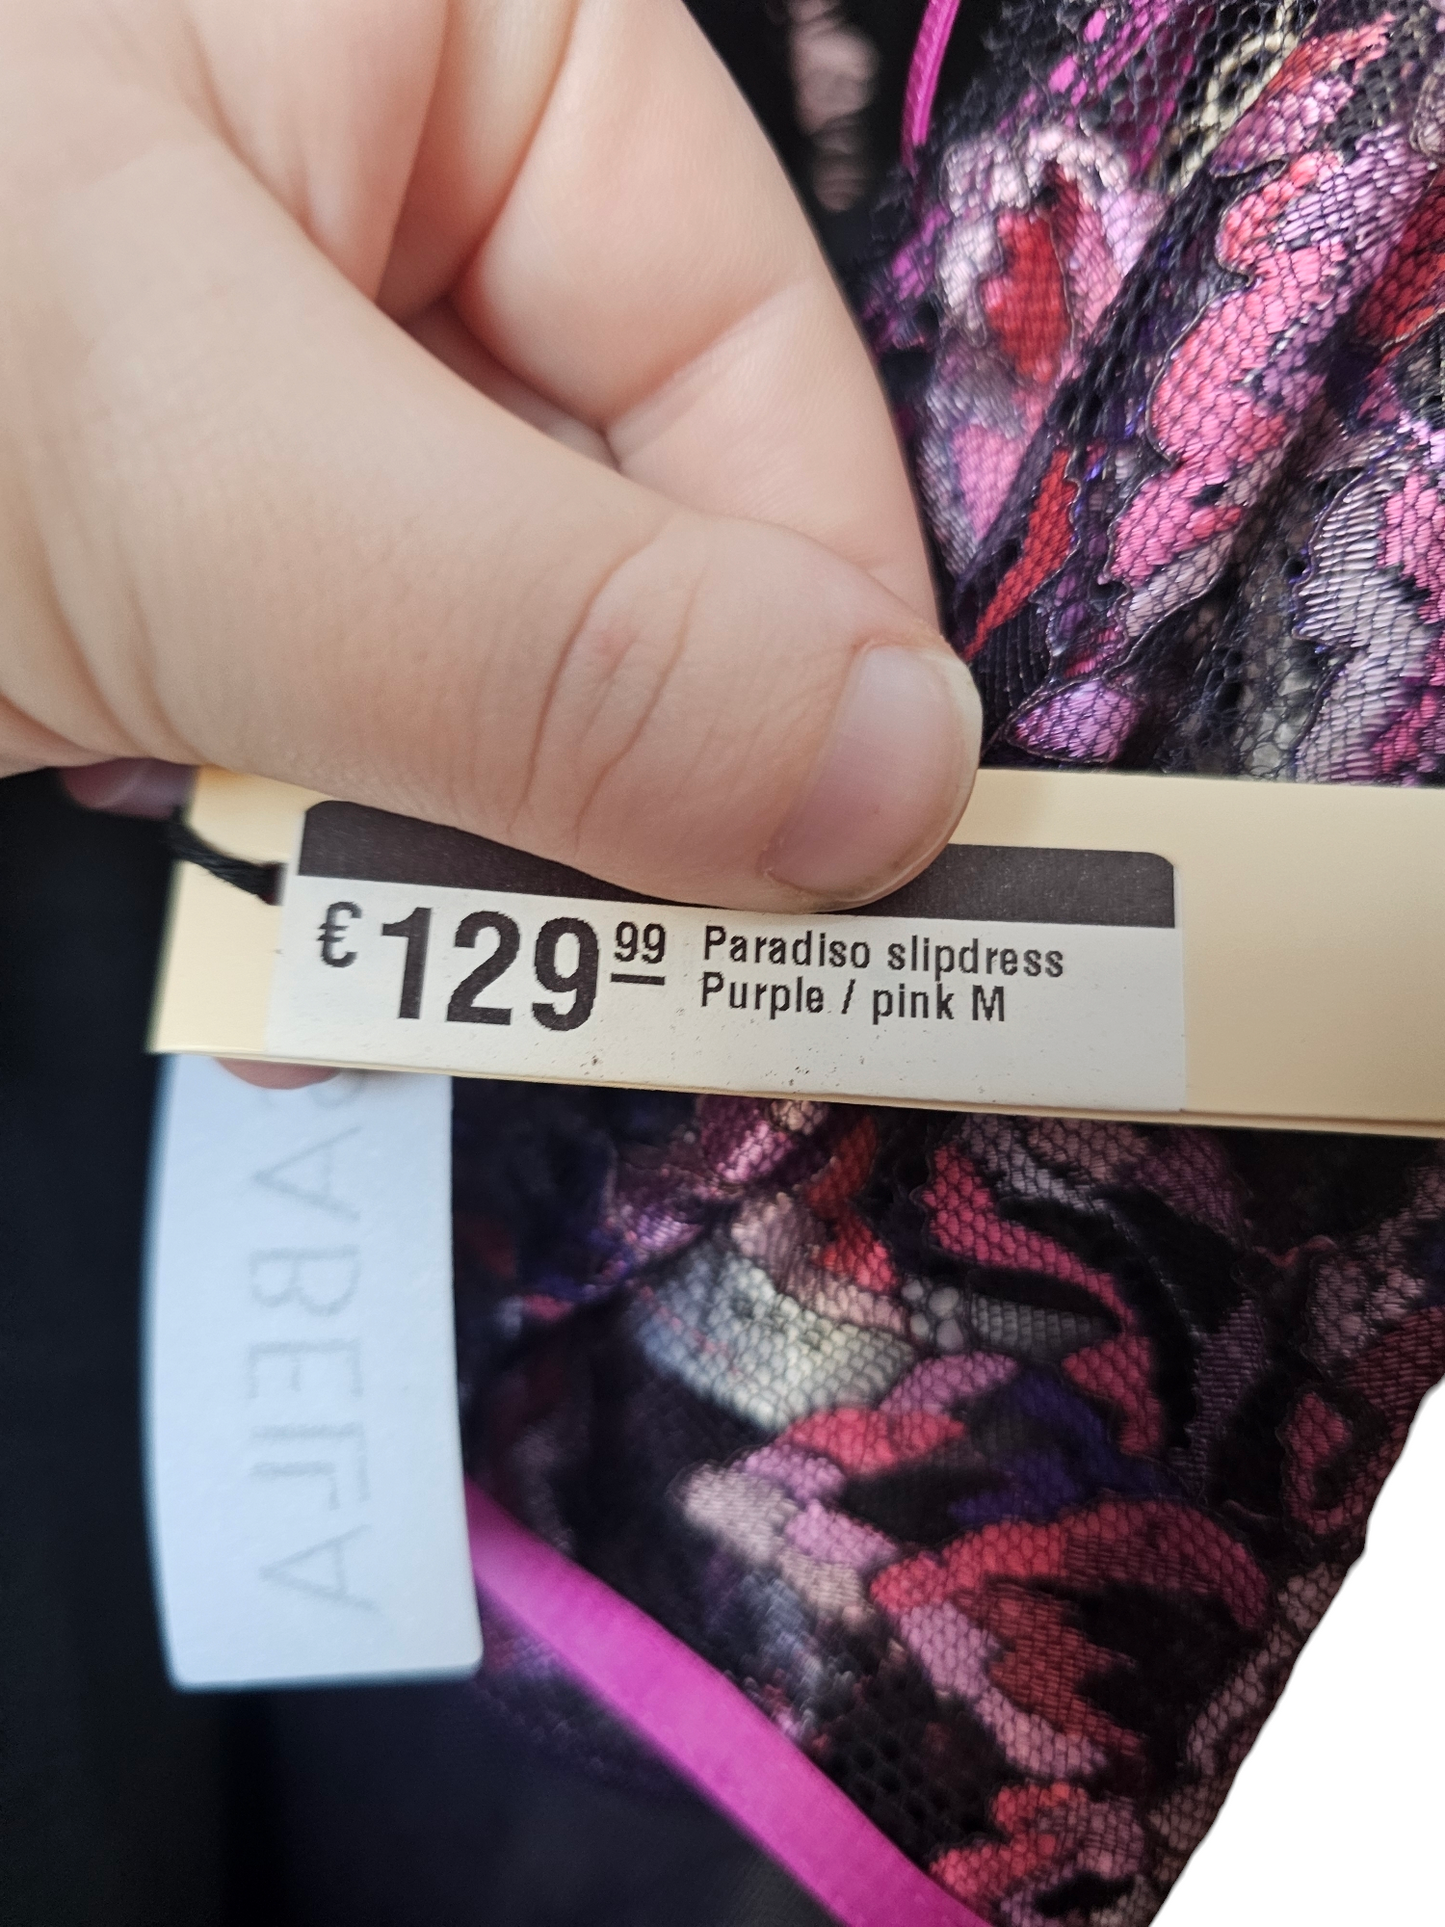 €129 99
Paradiso slipdress
Purple / pink M